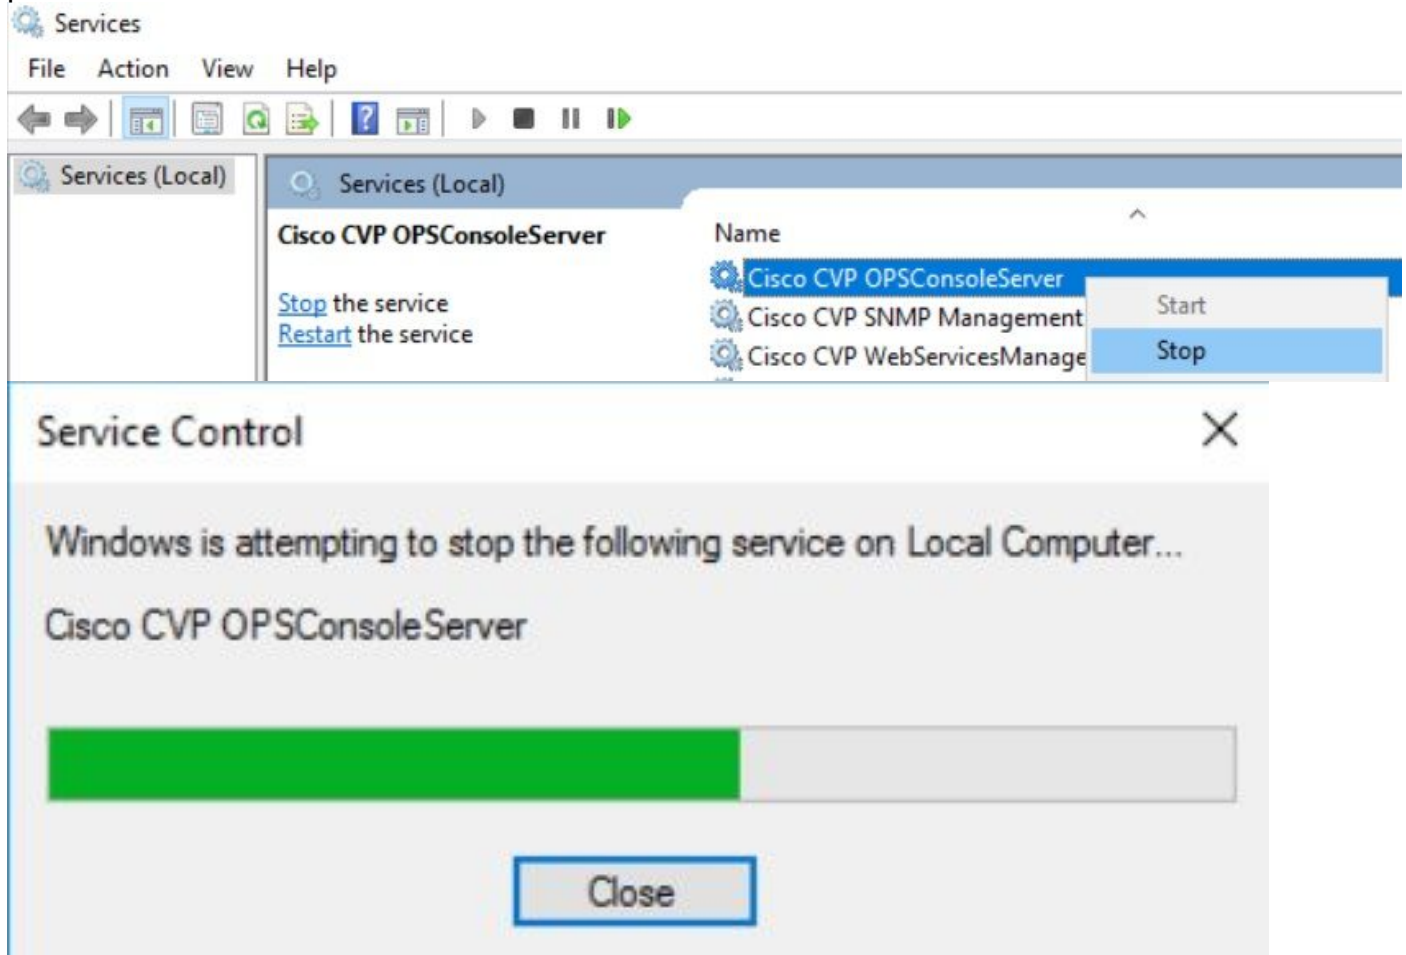 Services
File Action View Help
Services (Local)
Services (Local)
Cisco CVP OPSConsoleServer
Stop the service
Restart the service
Name
Cisco CVP OPSConsoleServer
Cisco CVP SNMP Management
Cisco CVP WebServicesManage
Start
Stop
Service Control
Windows is attempting to stop the following service on Local Computer...
Cisco CVP OPSConsoleServer
Close